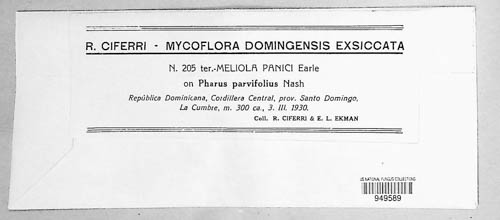 R. CIFERRI - MYCOFLORA DOMINGENSIS EXSICCATA
N. 205 ter.-MELIOLA PANICI Earle
on Pharus parvifolius Nash
República Dominicana, Cordillera Central, prov. Santo Domingo,
La Cumbre, m. 300 ca., 3. III. 1930.
Coll. R. CIFERRI & E. L. EKMAN
US NATIONAL FUNGUS COLLECTIONS
949589